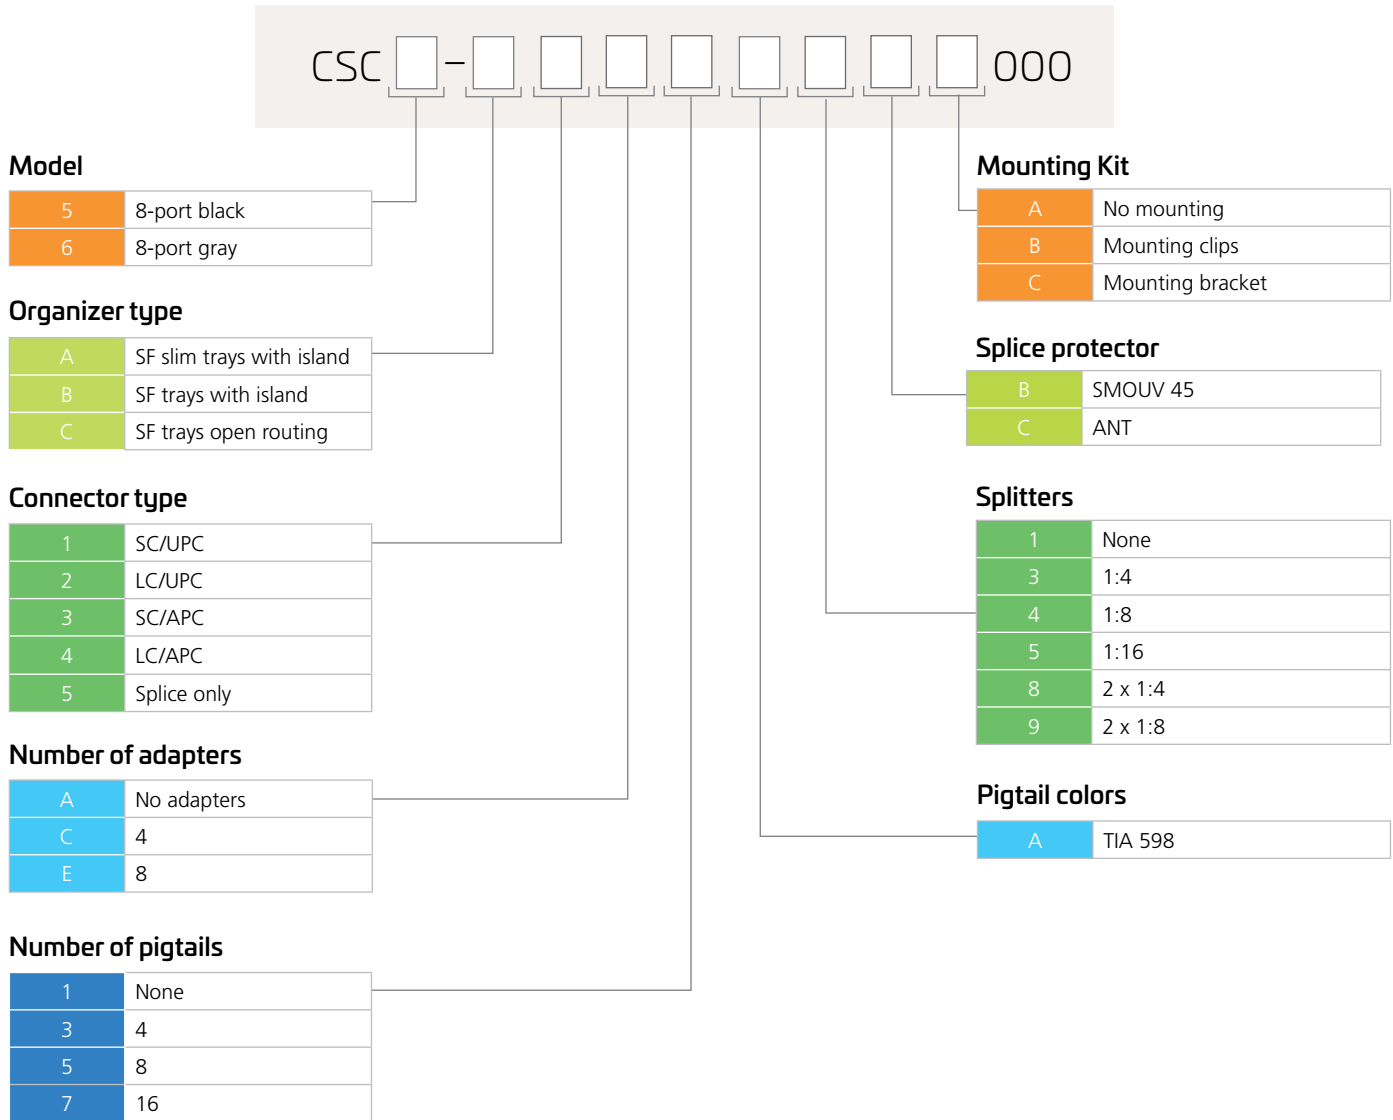 CSC - 000
Model
5 8-port black
6 8-port gray
Organizer type
A SF slim trays with island
B SF trays with island
C SF trays open routing
Connector type
1 SC/UPC
2 LC/UPC
3 SC/APC
4 LC/APC
5 Splice only
Number of adapters
A No adapters
C 4
E 8
Number of pigtails
1 None
3 4
5 8
7 16
Mounting Kit
A No mounting
B Mounting clips
C Mounting bracket
Splice protector
B SMOUV 45
C ANT
Splitters
1 None
3 1:4
4 1:8
5 1:16
8 2 x 1:4
9 2 x 1:8
Pigtail colors
A TIA 598